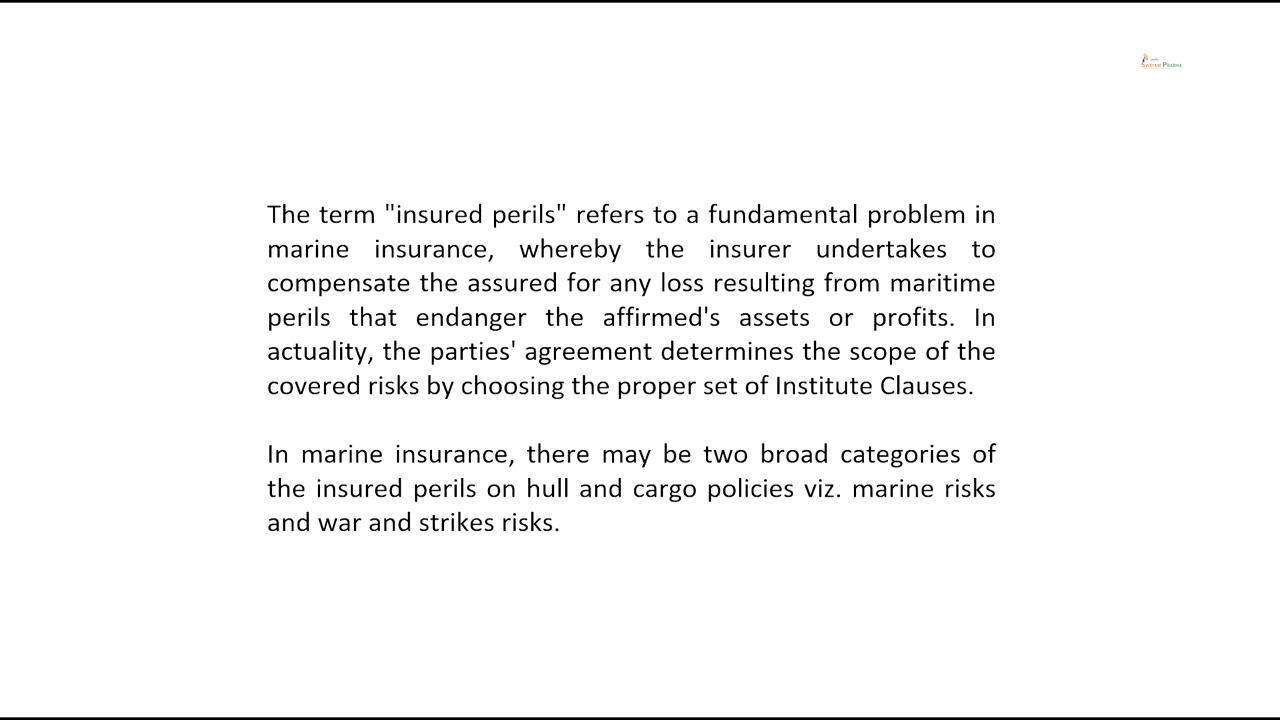 Swayam Prabha
The term "insured perils" refers to a fundamental problem in
marine insurance, whereby the insurer undertakes to
compensate the assured for any loss resulting from maritime
perils that endanger the affirmed's assets or profits. In
actuality, the parties' agreement determines the scope of the
covered risks by choosing the proper set of Institute Clauses.
In marine insurance, there may be two broad categories of
the insured perils on hull and cargo policies viz. marine risks
and war and strikes risks.